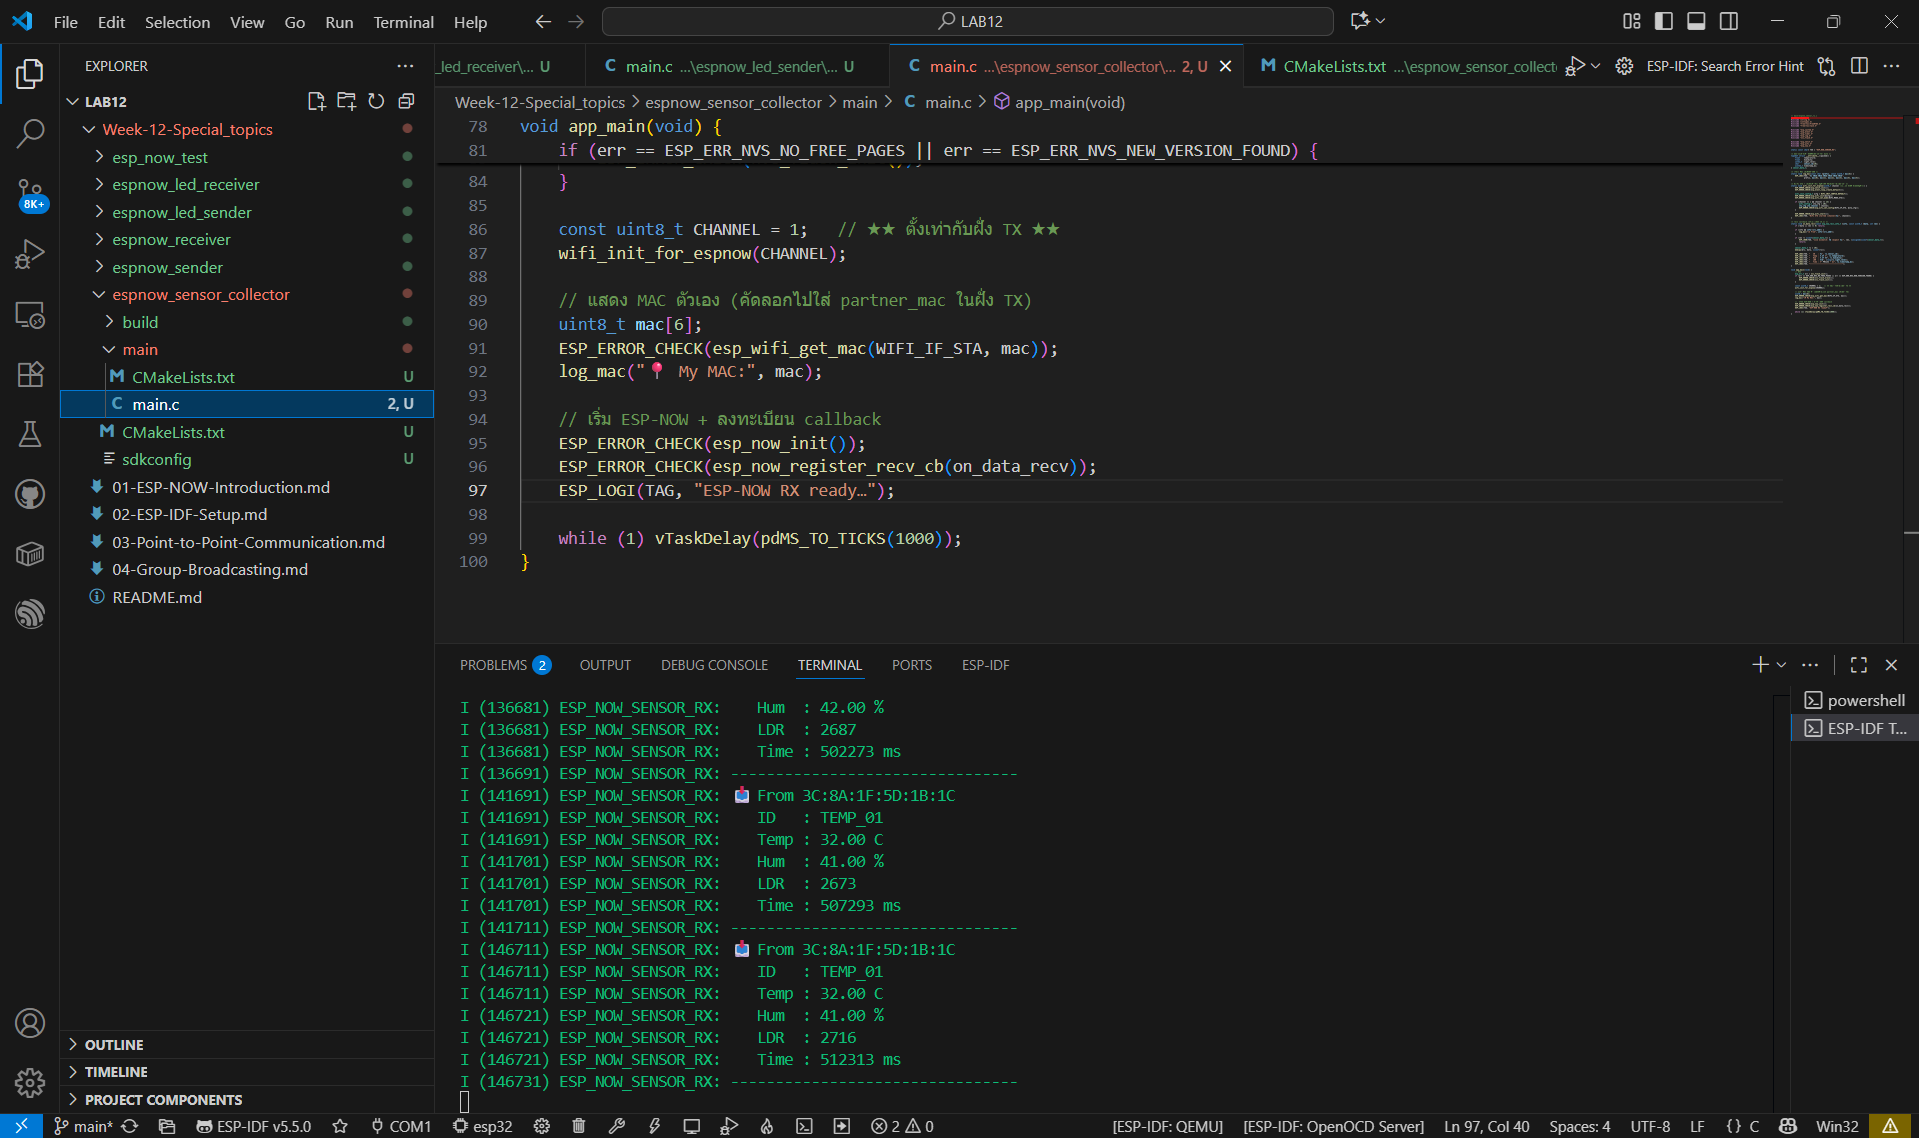 File Edit Selection View Go Run Terminal Help
LAB12
EXPLORER
LAB12
Week-12-Special_topics
esp_now_test
espnow_led_receiver
espnow_led_sender
espnow_receiver
espnow_sender
espnow_sensor_collector
build
main
CMakeLists.txt U
main.c 2, U
CMakeLists.txt U
sdkconfig U
01-ESP-NOW-Introduction.md
02-ESP-IDF-Setup.md
03-Point-to-Point-Communication.md
04-Group-Broadcasting.md
README.md
8K+
OUTLINE
TIMELINE
PROJECT COMPONENTS
_led_receiver\... U
C main.c ...\espnow_led_sender\... U
C main.c ...\espnow_sensor_collector\... 2, U
M CMakeLists.txt ...\espnow_sensor_collect
ESP-IDF: Search Error Hint
Week-12-Special_topics > espnow_sensor_collector > main > C main.c > app_main(void)
78 void app_main(void) {
81 if (err == ESP_ERR_NVS_NO_FREE_PAGES || err == ESP_ERR_NVS_NEW_VERSION_FOUND) {
84 }
85
86 const uint8_t CHANNEL = 1; // ★★ ตั้งเท่ากับฝั่ง TX ★★
87 wifi_init_for_espnow(CHANNEL);
88
89 // แสดง MAC ตัวเอง (คัดลอกไปใส่ partner_mac ในฝั่ง TX)
90 uint8_t mac[6];
91 ESP_ERROR_CHECK(esp_wifi_get_mac(WIFI_IF_STA, mac));
92 log_mac("📍 My MAC:", mac);
93
94 // เริ่ม ESP-NOW + ลงทะเบียน callback
95 ESP_ERROR_CHECK(esp_now_init());
96 ESP_ERROR_CHECK(esp_now_register_recv_cb(on_data_recv));
97 ESP_LOGI(TAG, "ESP-NOW RX ready…");
98
99 while (1) vTaskDelay(pdMS_TO_TICKS(1000));
100 }
PROBLEMS 2 OUTPUT DEBUG CONSOLE TERMINAL PORTS ESP-IDF
I (136681) ESP_NOW_SENSOR_RX: Hum : 42.00 %
I (136681) ESP_NOW_SENSOR_RX: LDR : 2687
I (136681) ESP_NOW_SENSOR_RX: Time : 502273 ms
I (136691) ESP_NOW_SENSOR_RX: --------------------------------
I (141691) ESP_NOW_SENSOR_RX: 📥 From 3C:8A:1F:5D:1B:1C
I (141691) ESP_NOW_SENSOR_RX: ID : TEMP_01
I (141691) ESP_NOW_SENSOR_RX: Temp : 32.00 C
I (141701) ESP_NOW_SENSOR_RX: Hum : 41.00 %
I (141701) ESP_NOW_SENSOR_RX: LDR : 2673
I (141701) ESP_NOW_SENSOR_RX: Time : 507293 ms
I (141711) ESP_NOW_SENSOR_RX: --------------------------------
I (146711) ESP_NOW_SENSOR_RX: 📥 From 3C:8A:1F:5D:1B:1C
I (146711) ESP_NOW_SENSOR_RX: ID : TEMP_01
I (146711) ESP_NOW_SENSOR_RX: Temp : 32.00 C
I (146721) ESP_NOW_SENSOR_RX: Hum : 41.00 %
I (146721) ESP_NOW_SENSOR_RX: LDR : 2716
I (146721) ESP_NOW_SENSOR_RX: Time : 512313 ms
I (146731) ESP_NOW_SENSOR_RX: --------------------------------
powershell
ESP-IDF T...
main* ESP-IDF v5.5.0 COM1 esp32 2 0 [ESP-IDF: QEMU] [ESP-IDF: OpenOCD Server] Ln 97, Col 40 Spaces: 4 UTF-8 LF {} C Win32